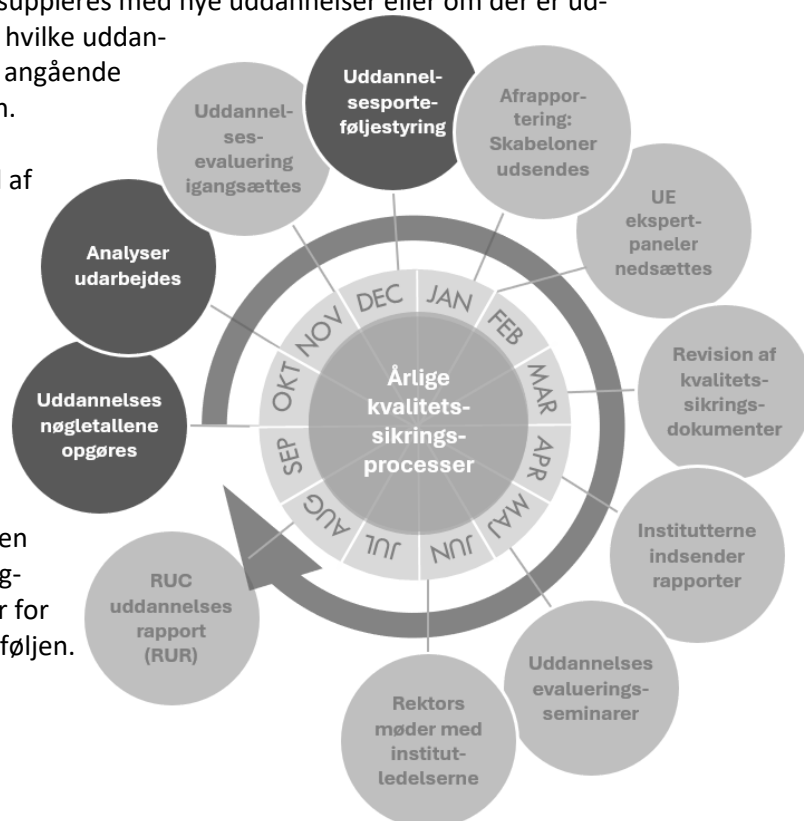 suppleres med nye uddannelser eller om der er ud-
hvilke uddan-
angående
n.
af
en
g-
r for
føljen.
Uddannel-
sesporte-
føljestyring
Afrappor-
tering:
Skabeloner
udsendes
UE
ekspert-
paneler
nedsættes
Revision af
kvalitets-
sikrings-
dokumenter
Institutterne
indsender
rapporter
Uddannelses
evaluerings-
seminarer
Rektors
møder med
institut-
ledelserne
RUC
uddannelses
rapport
(RUR)
Uddannelses
nøgletallene
opgøres
Analyser
udarbejdes
Uddannel-
ses-
evaluering
igangsættes
JAN
FEB
MAR
APR
MAJ
JUN
JUL
AUG
SEP
OKT
NOV
DEC
Årlige
kvalitets-
sikrings-
processer